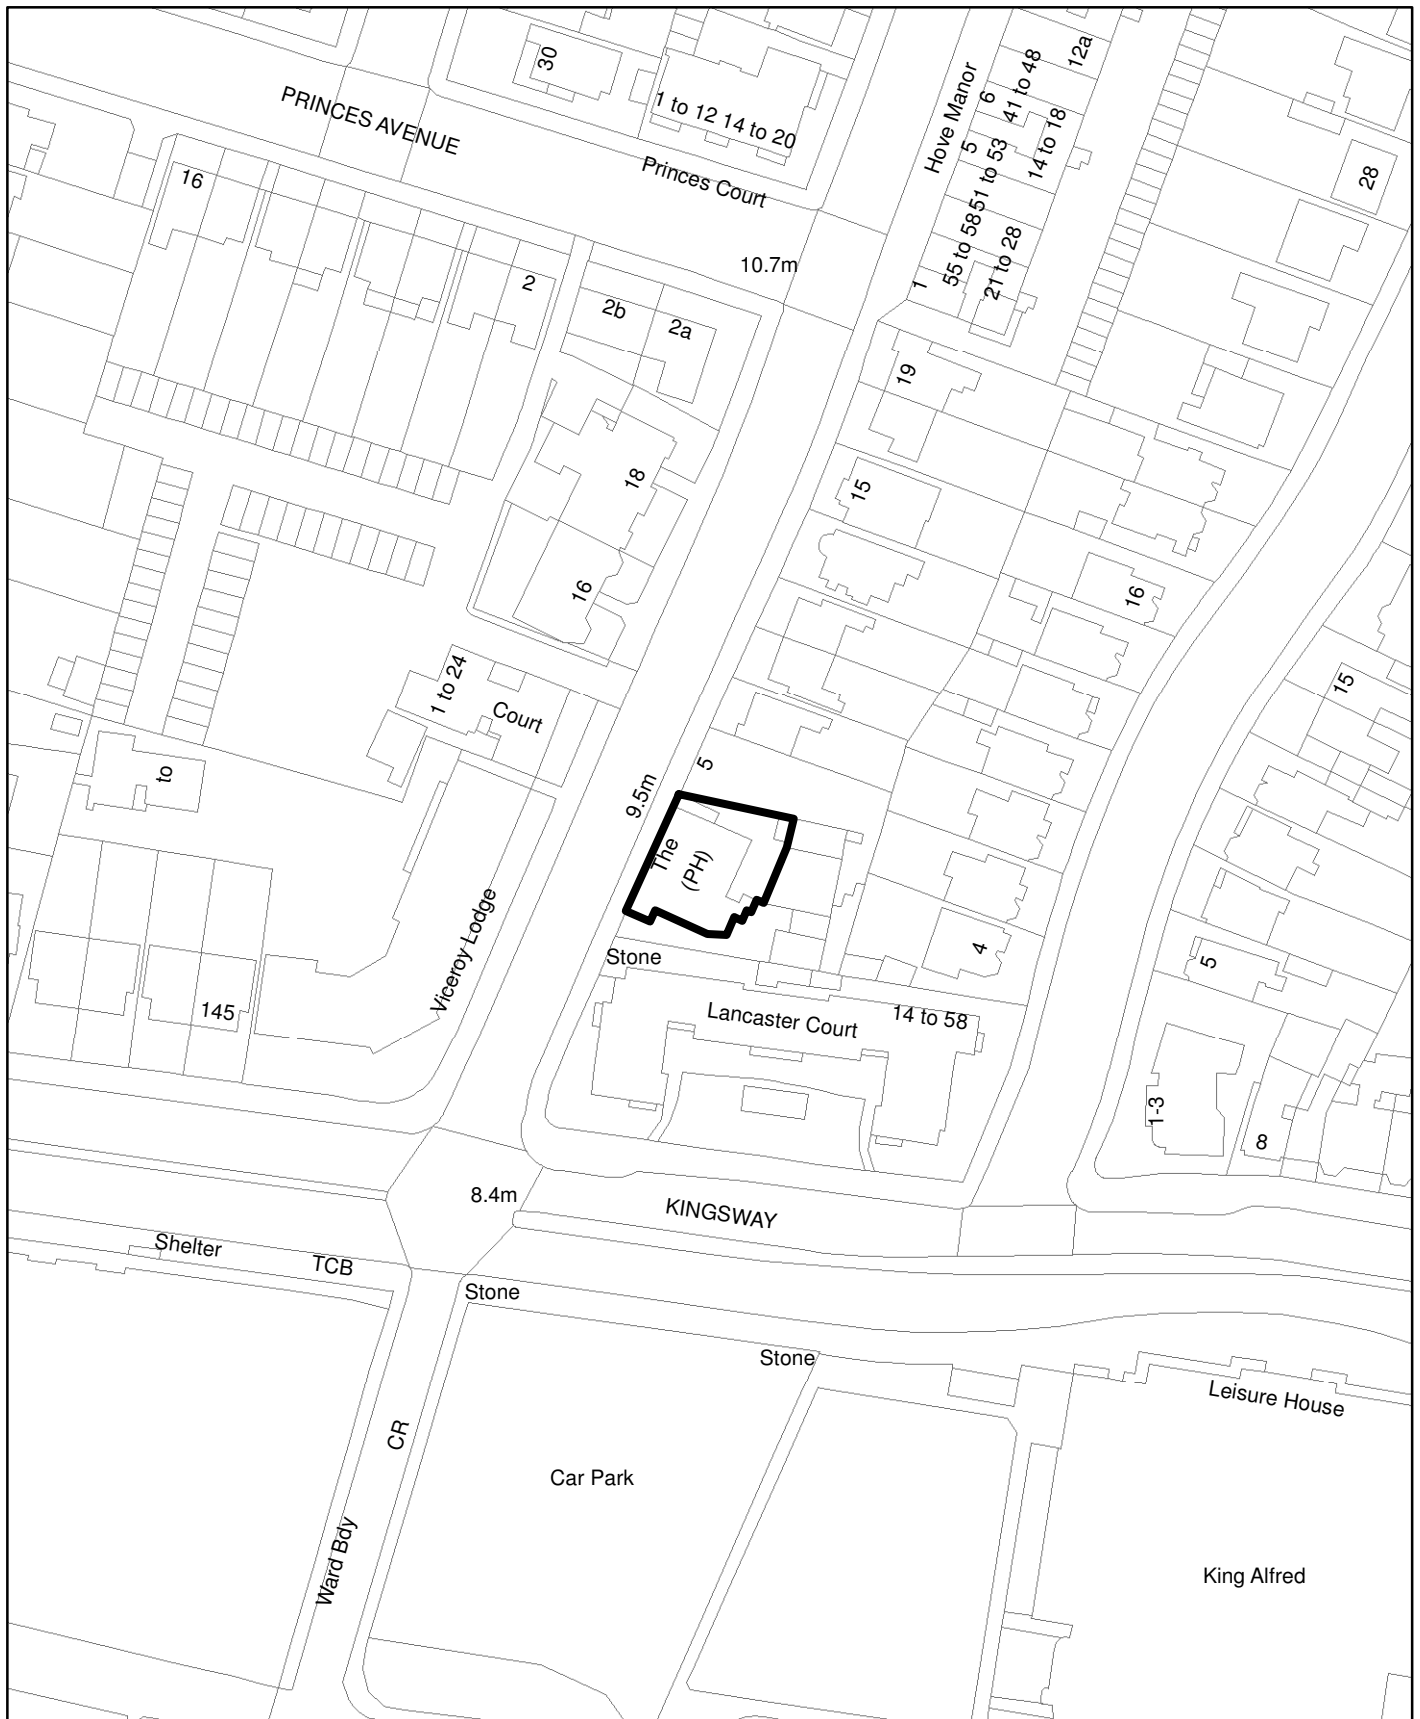 30
12a
41 to 48
6
1 to 12 14 to 20
PRINCES AVENUE
Hove Manor
14 to 18
5
51 to 53
Princes Court
16
28
55 to 58
21 to 28
10.7m
1
2
2b
2a
19
18
15
16
16
1 to 24
Court
15
to
5
9.5m
The
(PH)
Viceroy Lodge
4
Stone
5
145
Lancaster Court
14 to 58
1-3
8
8.4m
KINGSWAY
Shelter
TCB
Stone
Stone
Leisure House
CR
Car Park
Ward Bdy
King Alfred